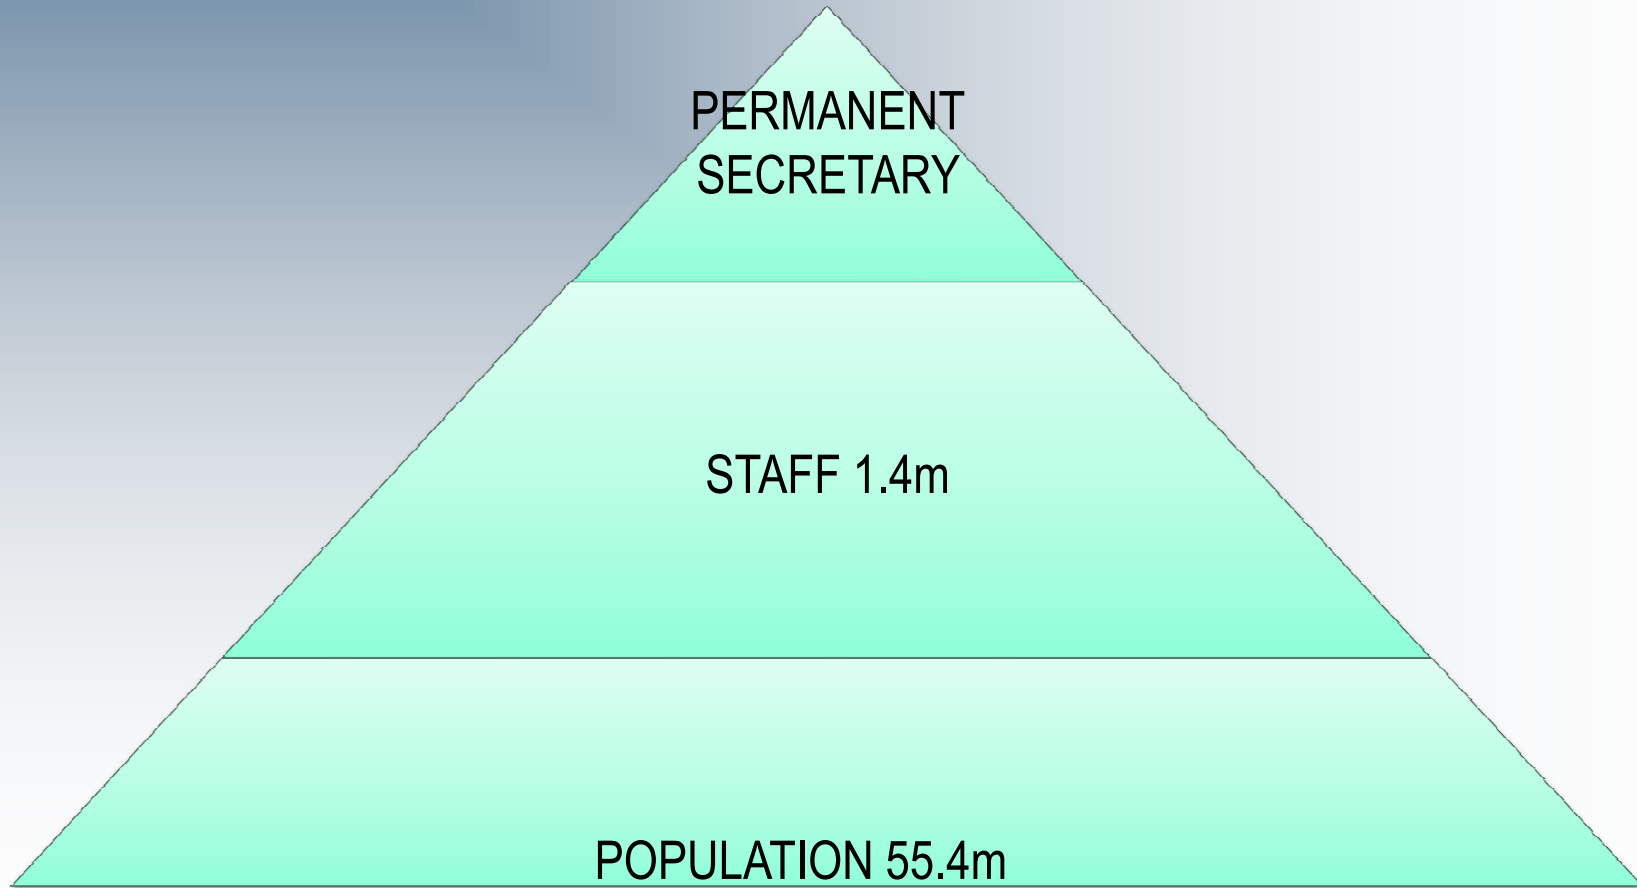 PERMANENT
SECRETARY
STAFF 1.4m
POPULATION 55.4m